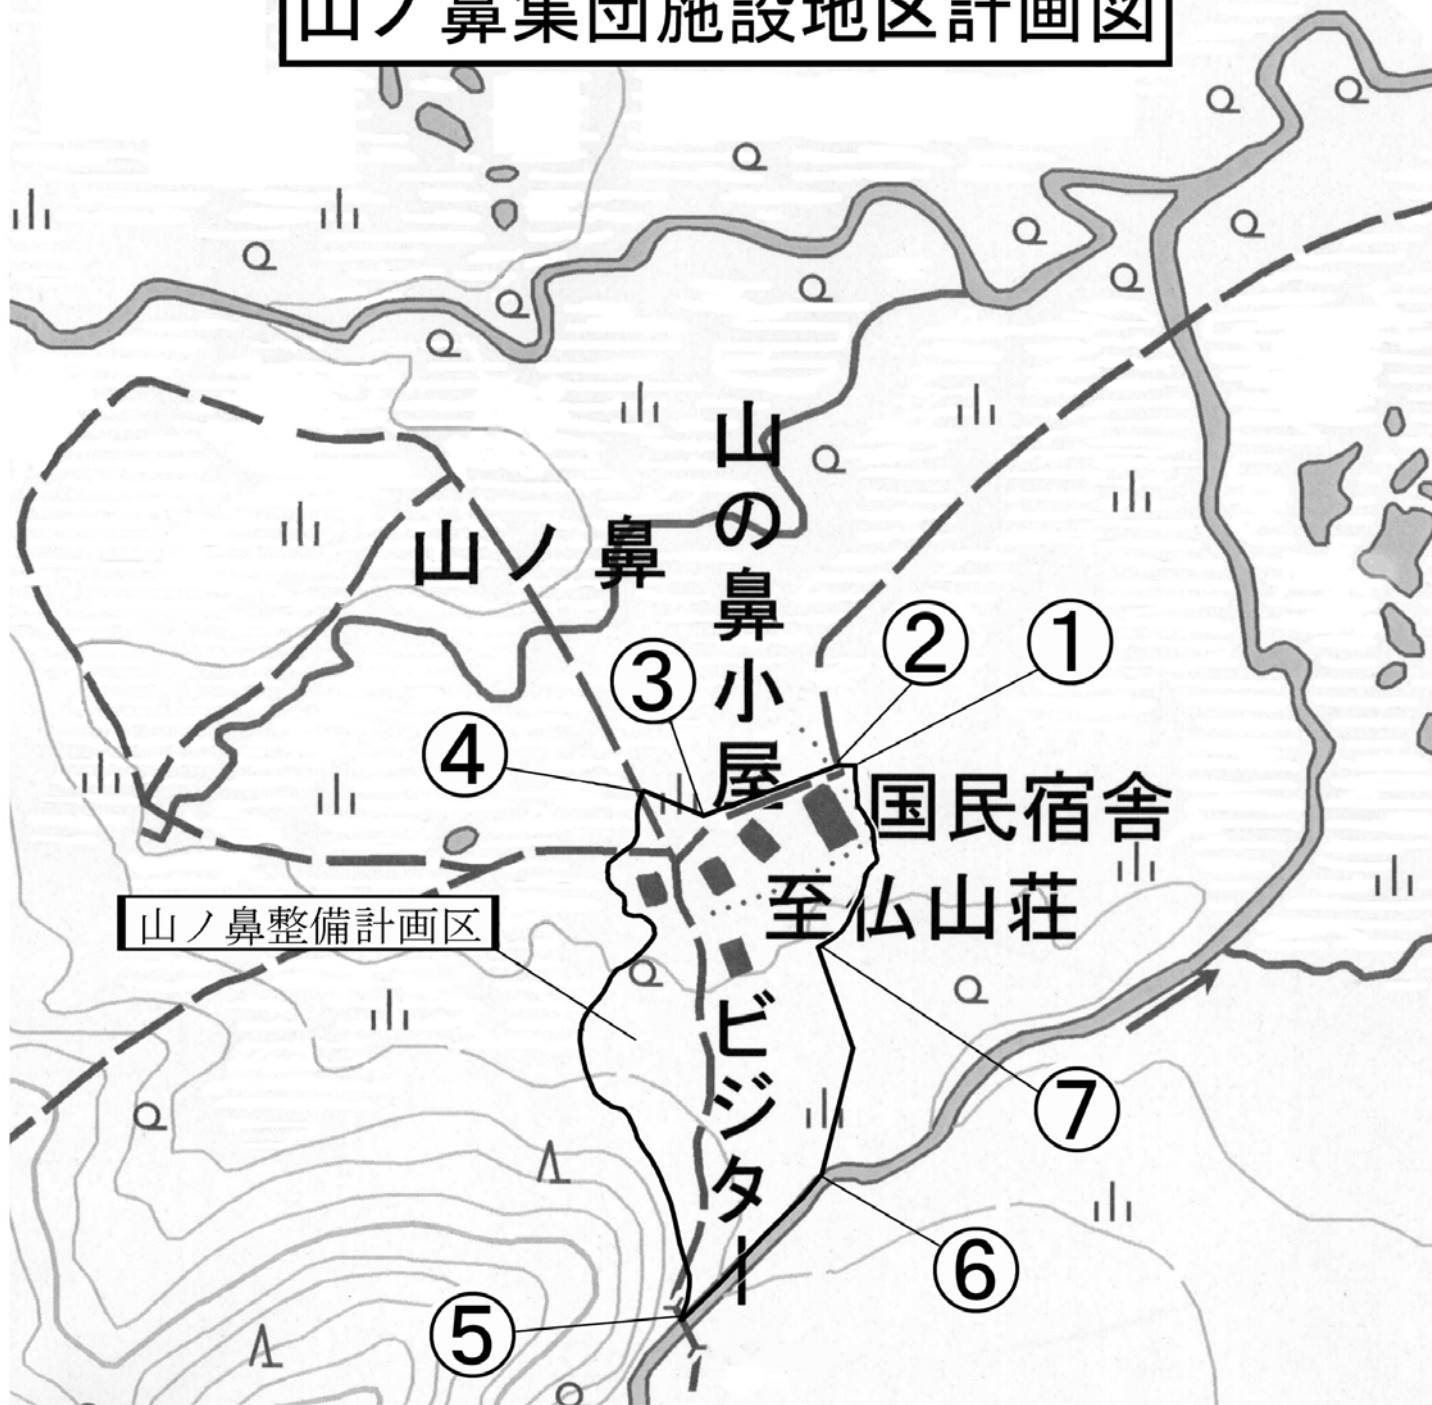 山ノ鼻集団施設地区計画図
山ノ鼻
山の鼻小屋
②
①
③
④
国民宿舎
至仏山荘
山ノ鼻整備計画区
ビジター
⑦
⑥
⑤